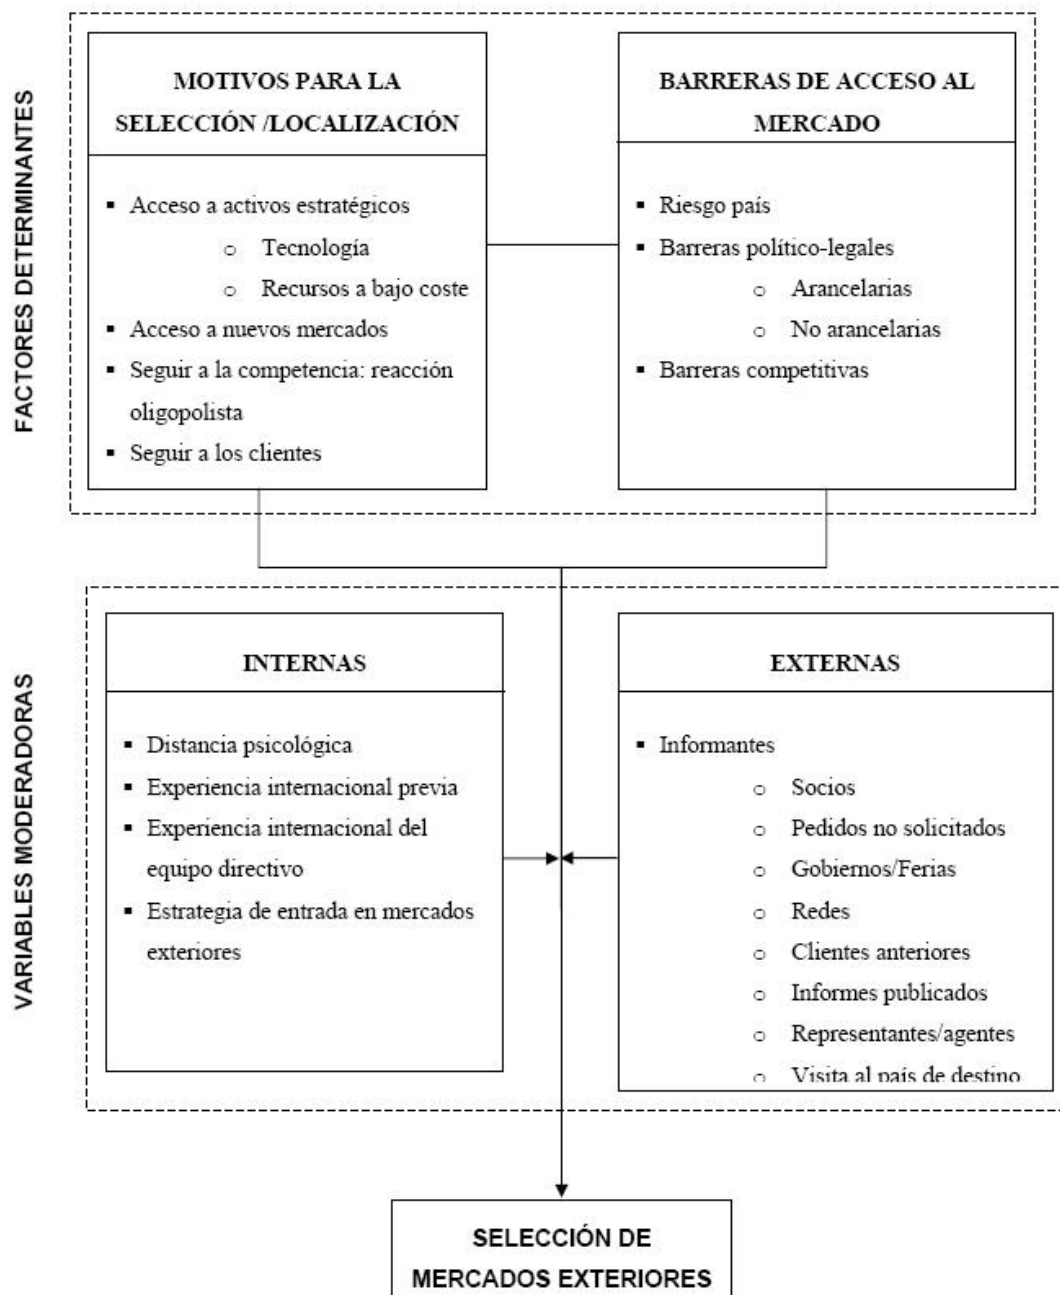 FACTORES DETERMINANTES
MOTIVOS PARA LA
SELECCIÓN /LOCALIZACIÓN
▪ Acceso a activos estratégicos
o Tecnología
o Recursos a bajo coste
▪ Acceso a nuevos mercados
▪ Seguir a la competencia: reacción
oligopolista
▪ Seguir a los clientes
BARRERAS DE ACCESO AL
MERCADO
▪ Riesgo país
▪ Barreras político-legales
o Arancelarias
o No arancelarias
▪ Barreras competitivas
VARIABLES MODERADORAS
INTERNAS
▪ Distancia psicológica
▪ Experiencia internacional previa
▪ Experiencia internacional del
equipo directivo
▪ Estrategia de entrada en mercados
exteriores
EXTERNAS
▪ Informantes
o Socios
o Pedidos no solicitados
o Gobiernos/Ferias
o Redes
o Clientes anteriores
o Informes publicados
o Representantes/agentes
o Visita al país de destino
SELECCIÓN DE
MERCADOS EXTERIORES